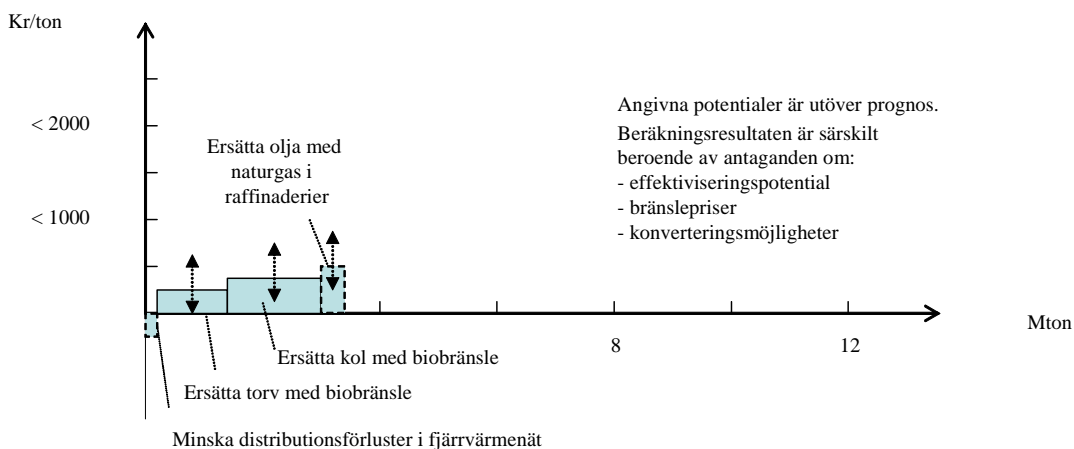 Kr/ton
< 2000
< 1000
Ersätta olja med
naturgas i
raffinaderier
Angivna potentialer är utöver prognos.
Beräkningsresultaten är särskilt
beroende av antaganden om:
- effektiviseringspotential
- bränslepriser
- konverteringsmöjligheter
8
12
Mton
Ersätta kol med biobränsle
Ersätta torv med biobränsle
Minska distributionsförluster i fjärrvärmenät